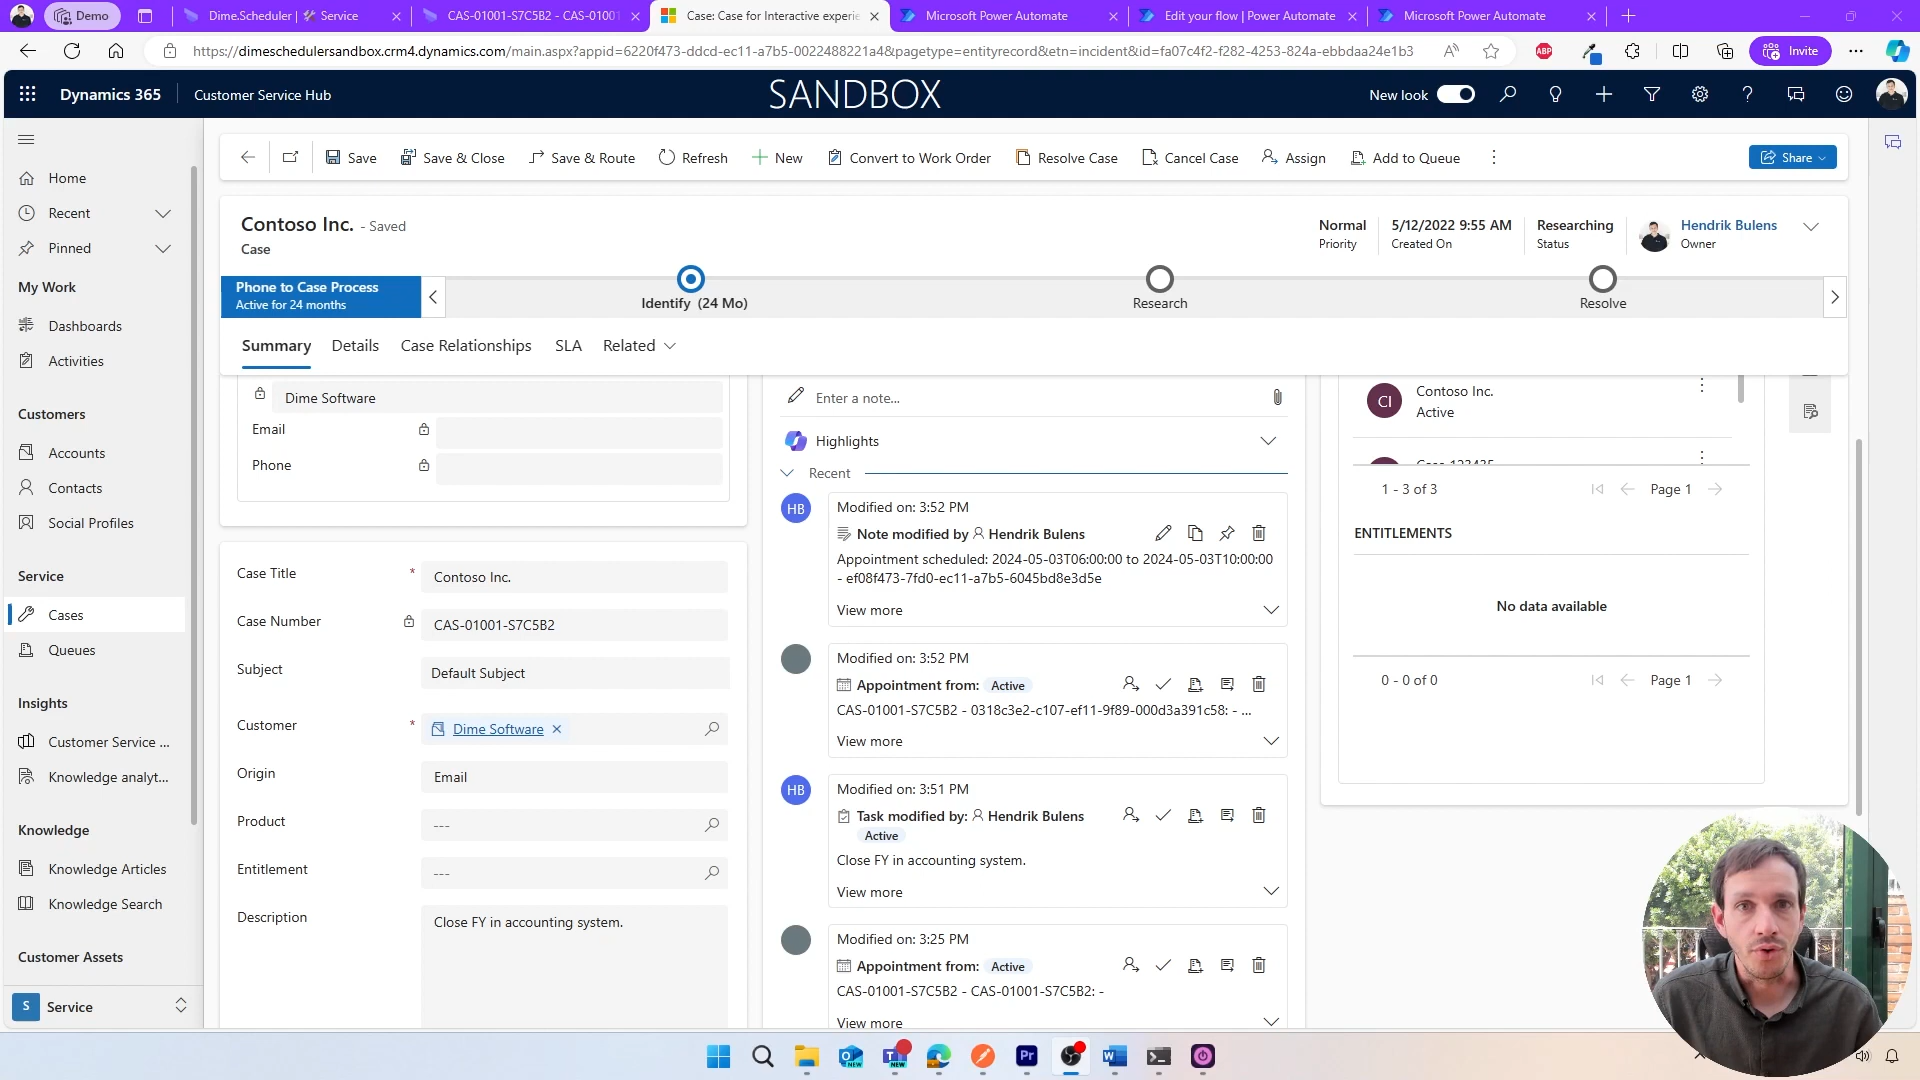 Demo
Dime.Scheduler | 🛠 Service
CAS-01001-S7C5B2 - CAS-01001
Case: Case for Interactive experie
Microsoft Power Automate
Edit your flow | Power Automate
Microsoft Power Automate
https://dimeschedulersandbox.crm4.dynamics.com/main.aspx?appid=6220f473-ddcd-ec11-a7b5-0022488221a4&pagetype=entityrecord&etn=incident&id=fa07c4f2-f282-4253-824a-ebbdaa24e1b3
ABP
Invite
Dynamics 365
Customer Service Hub
SANDBOX
New look
Save
Save & Close
Save & Route
Refresh
New
Convert to Work Order
Resolve Case
Cancel Case
Assign
Add to Queue
Share
Home
Recent
Pinned
My Work
Dashboards
Activities
Customers
Accounts
Contacts
Social Profiles
Service
Cases
Queues
Insights
Customer Service ...
Knowledge analyt...
Knowledge
Knowledge Articles
Knowledge Search
Customer Assets
S
Service
Contoso Inc. - Saved
Case
Normal
Priority
5/12/2022 9:55 AM
Created On
Researching
Status
Hendrik Bulens
Owner
Phone to Case Process
Active for 24 months
Identify (24 Mo)
Research
Resolve
Summary
Details
Case Relationships
SLA
Related
Dime Software
Email
Phone
Case Title *
Contoso Inc.
Case Number
CAS-01001-S7C5B2
Subject
Default Subject
Customer *
Dime Software
Origin
Email
Product
---
Entitlement
---
Description
Close FY in accounting system.
Enter a note...
Highlights
Recent
HB
Modified on: 3:52 PM
Note modified by Hendrik Bulens
Appointment scheduled: 2024-05-03T06:00:00 to 2024-05-03T10:00:00
- ef08f473-7fd0-ec11-a7b5-6045bd8e3d5e
View more
Modified on: 3:52 PM
Appointment from: Active
CAS-01001-S7C5B2 - 0318c3e2-c107-ef11-9f89-000d3a391c58: - ...
View more
HB
Modified on: 3:51 PM
Task modified by: Hendrik Bulens
Active
Close FY in accounting system.
View more
Modified on: 3:25 PM
Appointment from: Active
CAS-01001-S7C5B2 - CAS-01001-S7C5B2: -
View more
CI
Contoso Inc.
Active
Case 123435
1 - 3 of 3
Page 1
ENTITLEMENTS
No data available
0 - 0 of 0
Page 1
NEW
NEW
Pr